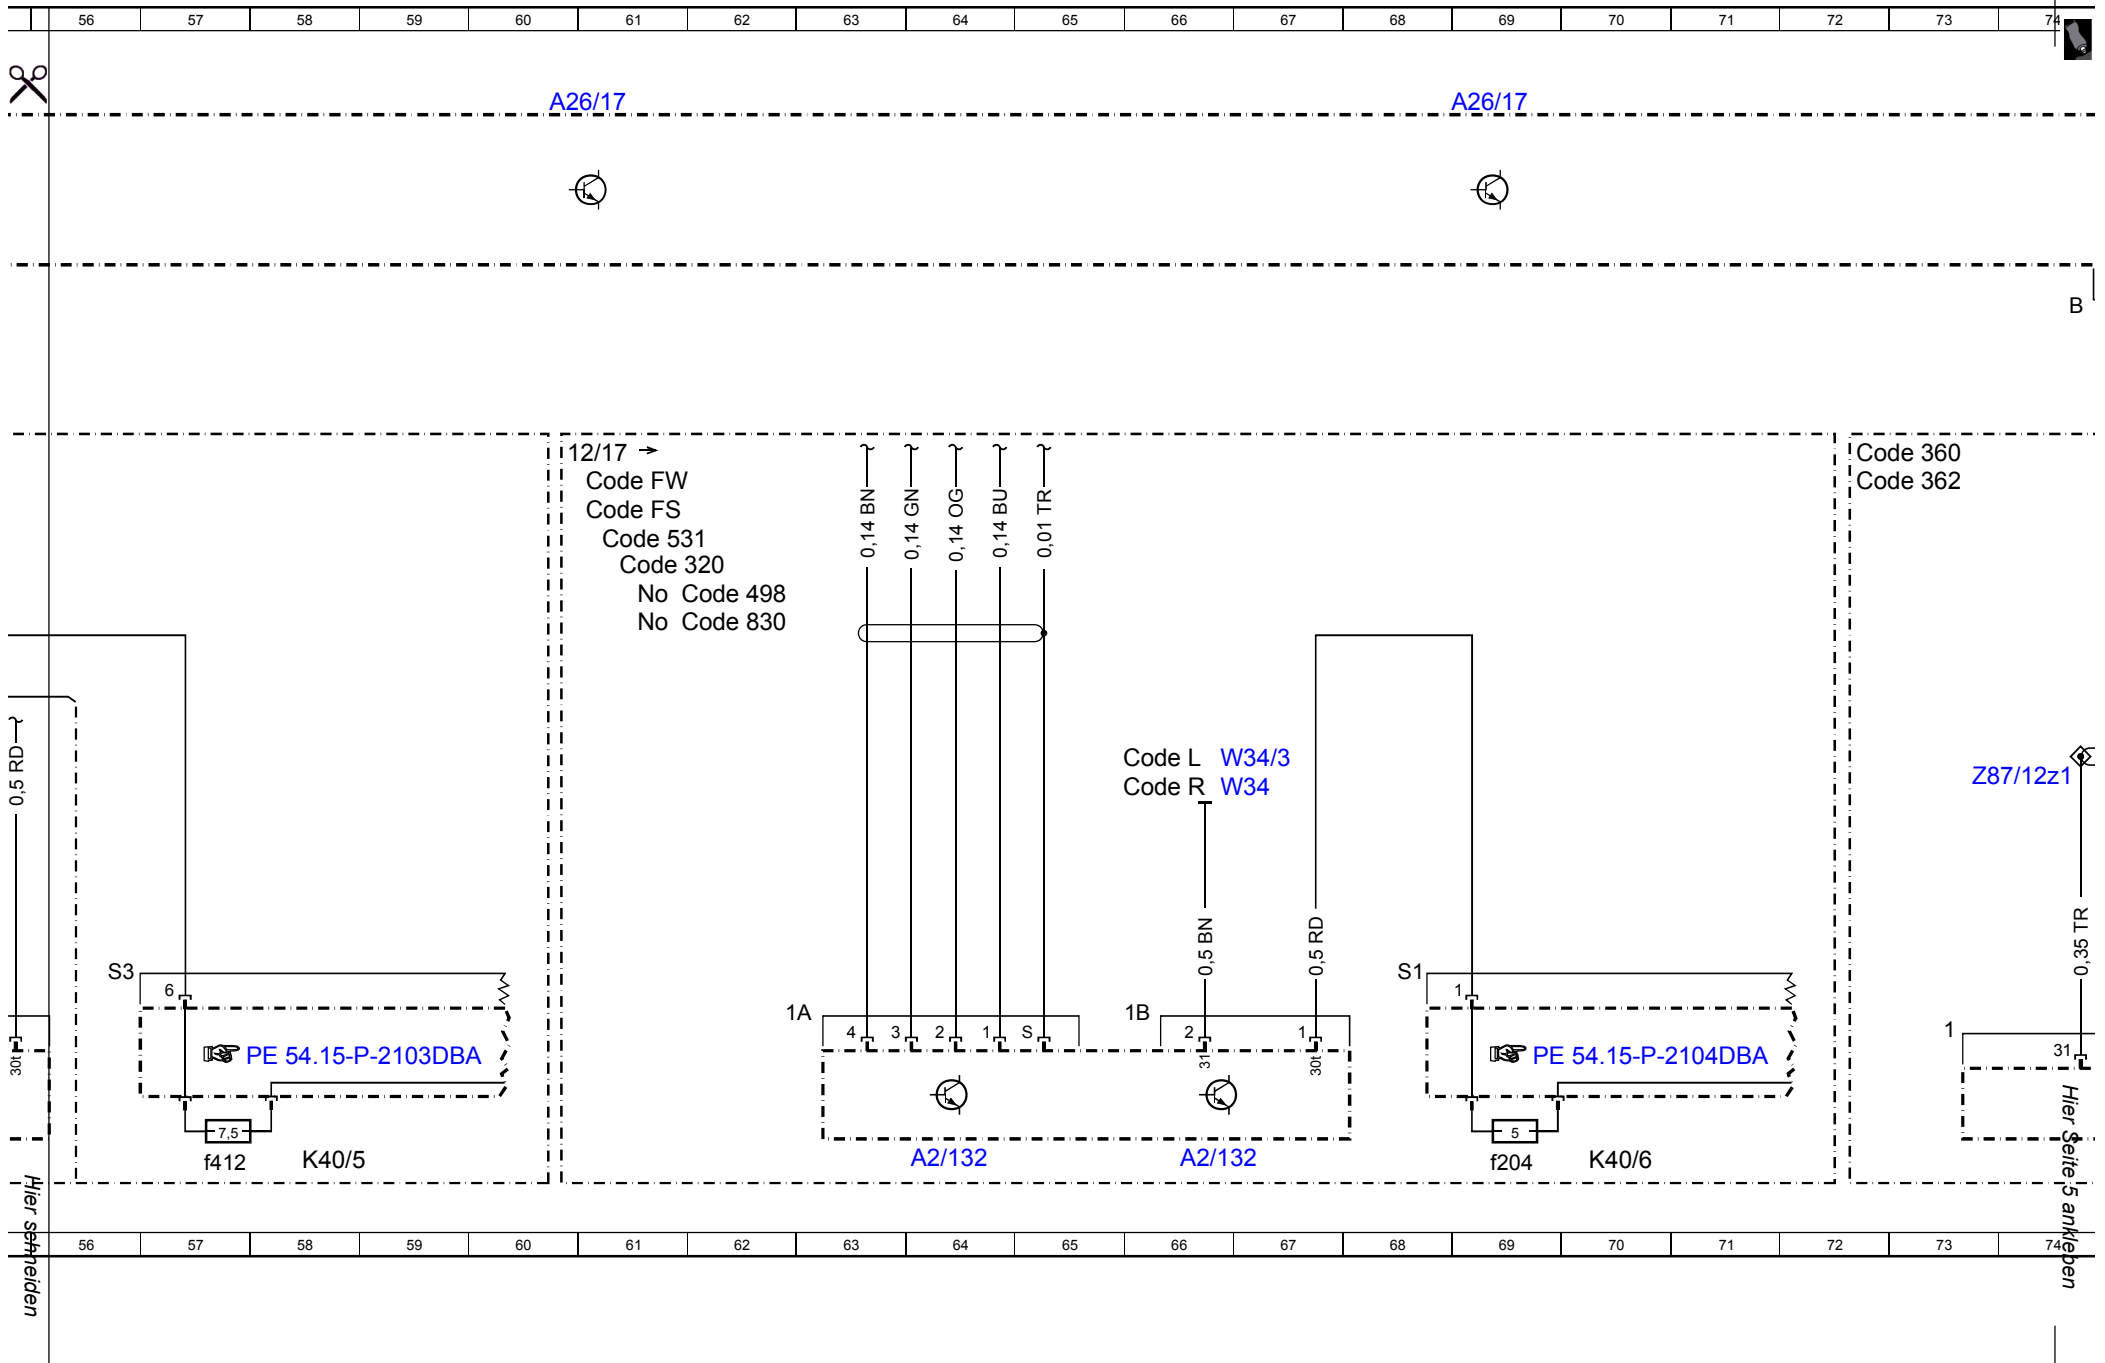 56 57 58 59 60 61 62 63 64 65 66 67 68 69 70 71 72 73 74
A26/17 A26/17
B
12/17 →
Code FW
Code FS
Code 531
Code 320
No Code 498
No Code 830
0,14 BN
0,14 GN
0,14 OG
0,14 BU
0,01 TR
Code 360
Code 362
0,5 RD
Code L W34/3
Code R W34
Z87/12z1
0,5 BN
0,5 RD
0,35 TR
S3
6
S1
1
1A
4 3 2 1 S
1B
2 1
31
30t
30t
1
31
PE 54.15-P-2103DBA
PE 54.15-P-2104DBA
7,5
5
f412
K40/5
A2/132
A2/132
f204
K40/6
Hier schneiden
Hier Seite 5 ankleben
56 57 58 59 60 61 62 63 64 65 66 67 68 69 70 71 72 73 74